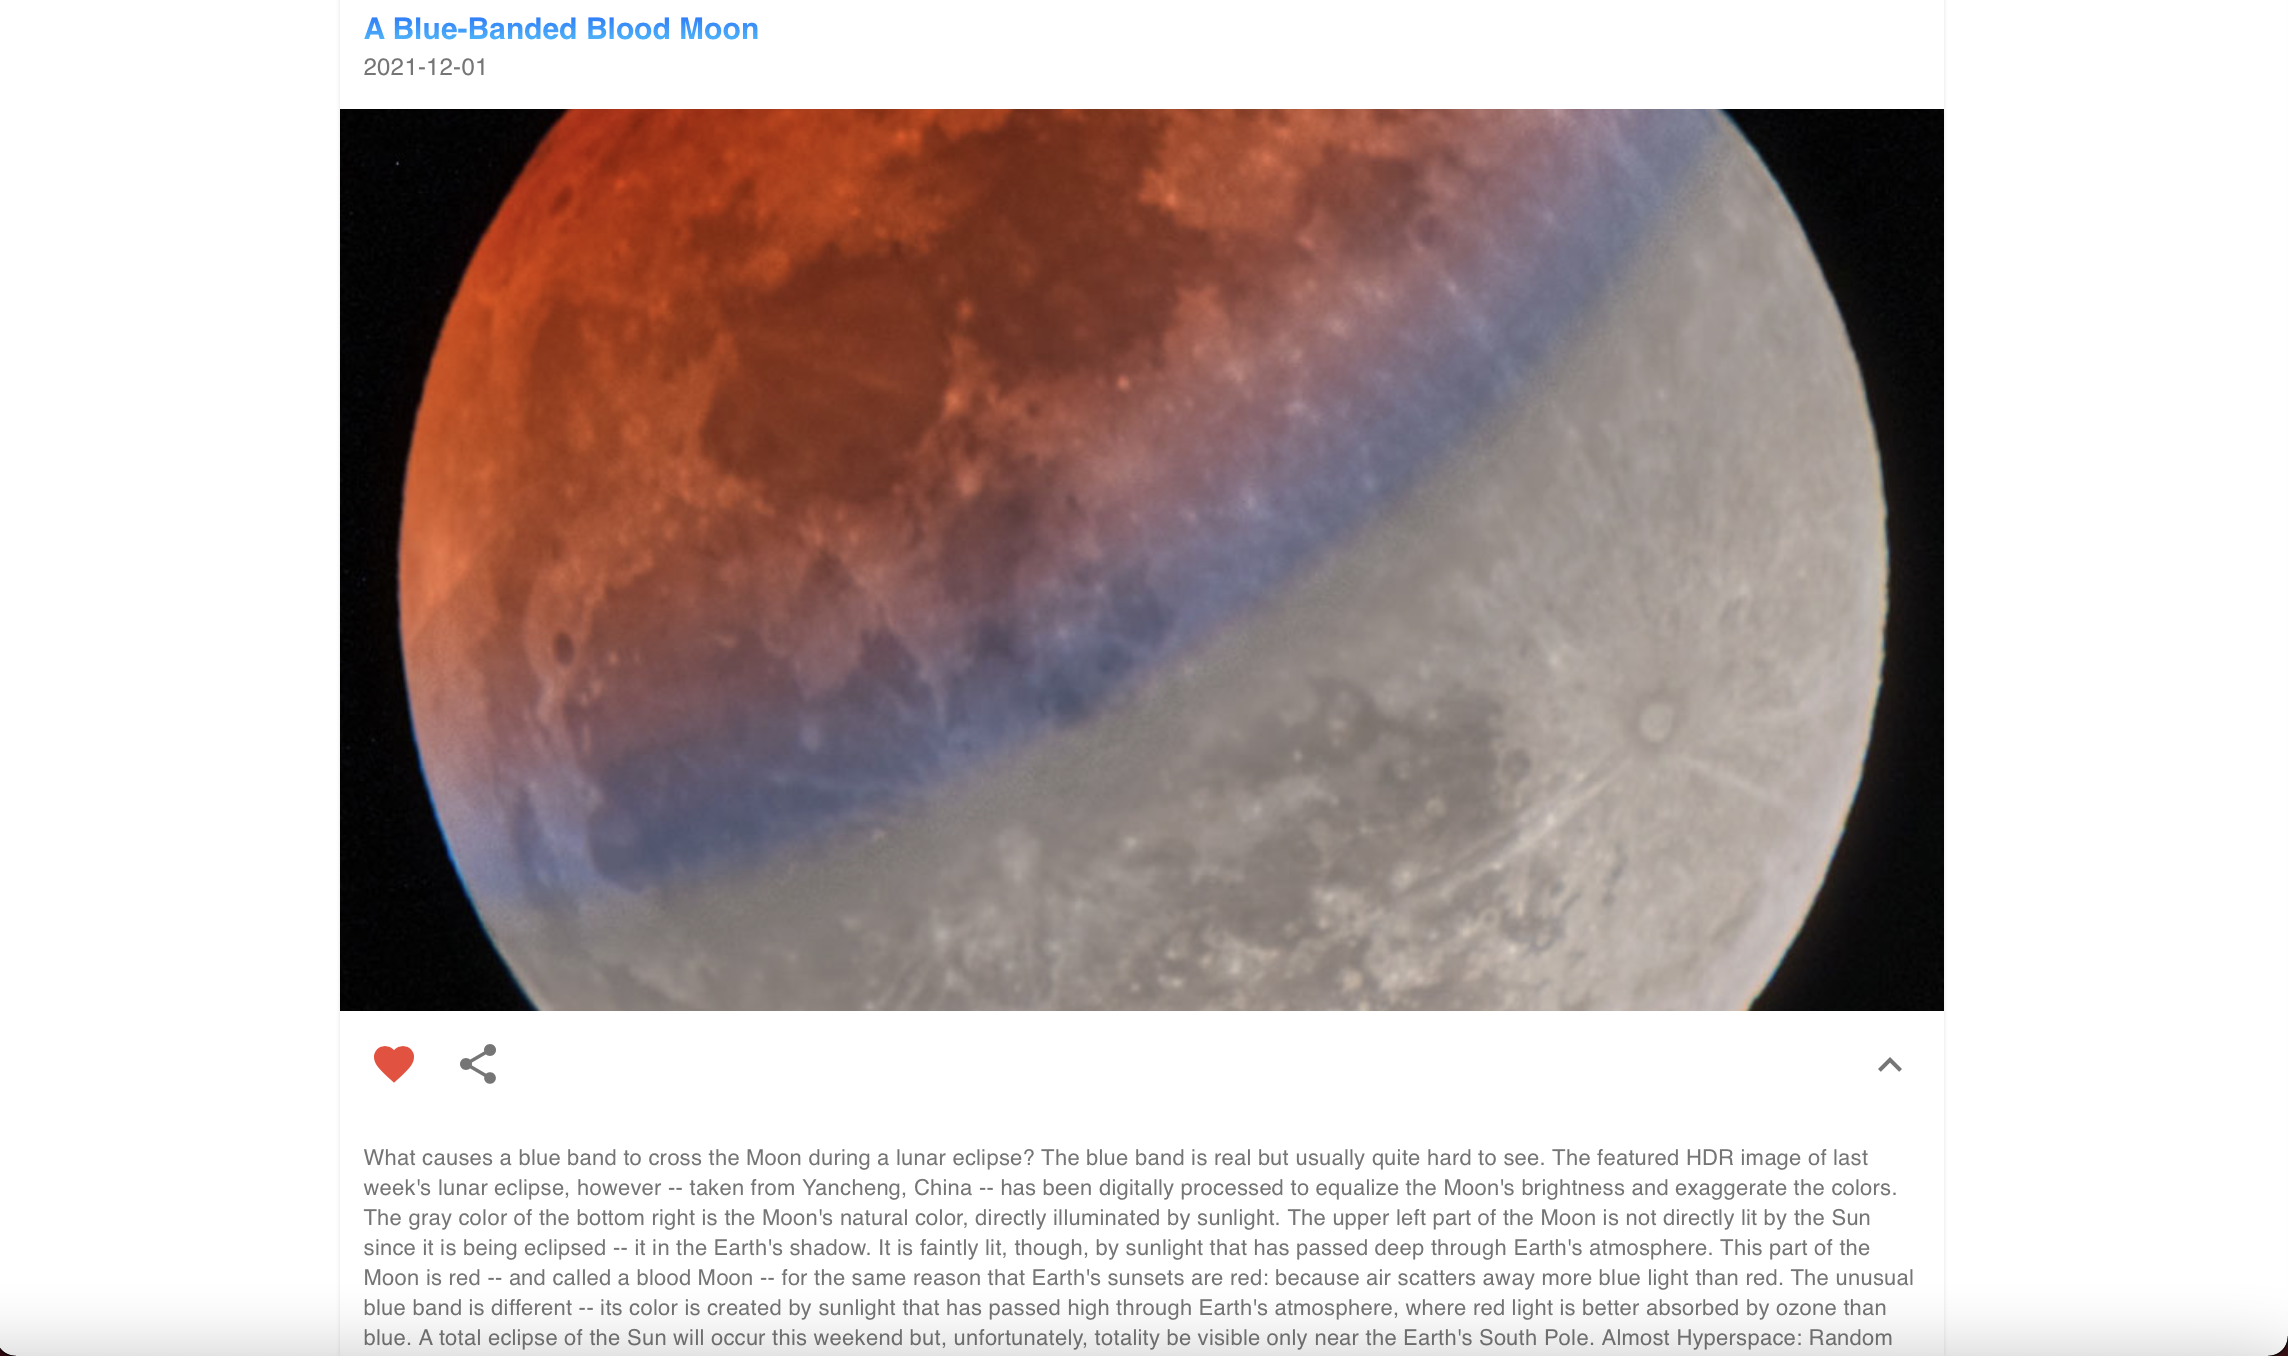 A Blue-Banded Blood Moon
2021-12-01
What causes a blue band to cross the Moon during a lunar eclipse? The blue band is real but usually quite hard to see. The featured HDR image of last
week's lunar eclipse, however -- taken from Yancheng, China -- has been digitally processed to equalize the Moon's brightness and exaggerate the colors.
The gray color of the bottom right is the Moon's natural color, directly illuminated by sunlight. The upper left part of the Moon is not directly lit by the Sun
since it is being eclipsed -- it in the Earth's shadow. It is faintly lit, though, by sunlight that has passed deep through Earth's atmosphere. This part of the
Moon is red -- and called a blood Moon -- for the same reason that Earth's sunsets are red: because air scatters away more blue light than red. The unusual
blue band is different -- its color is created by sunlight that has passed high through Earth's atmosphere, where red light is better absorbed by ozone than
blue. A total eclipse of the Sun will occur this weekend but, unfortunately, totality be visible only near the Earth's South Pole. Almost Hyperspace: Random